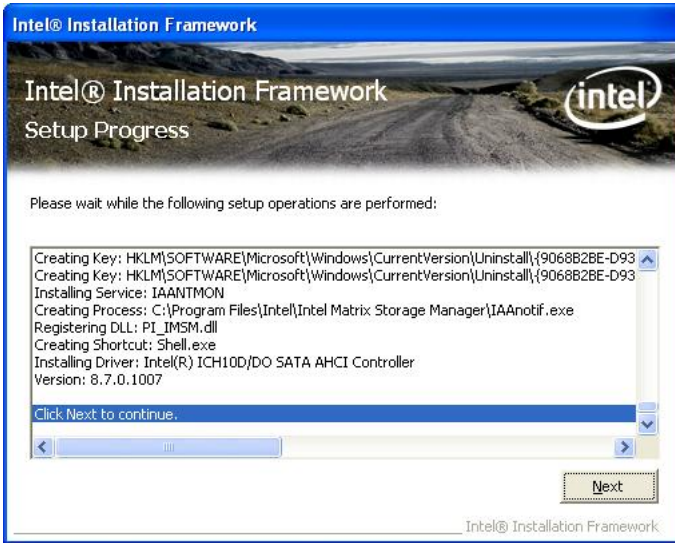 Intel® Installation Framework
Intel® Installation Framework
intel
Setup Progress
Please wait while the following setup operations are performed:
Creating Key: HKLM\SOFTWARE\Microsoft\Windows\CurrentVersion\Uninstall\{9068B2BE-D93
Creating Key: HKLM\SOFTWARE\Microsoft\Windows\CurrentVersion\Uninstall\{9068B2BE-D93
Installing Service: IAANTMON
Creating Process: C:\Program Files\Intel\Intel Matrix Storage Manager\IAAnotif.exe
Registering DLL: PI_IMSM.dll
Creating Shortcut: Shell.exe
Installing Driver: Intel(R) ICH10D/DO SATA AHCI Controller
Version: 8.7.0.1007
Click Next to continue.
Next
Intel® Installation Framework